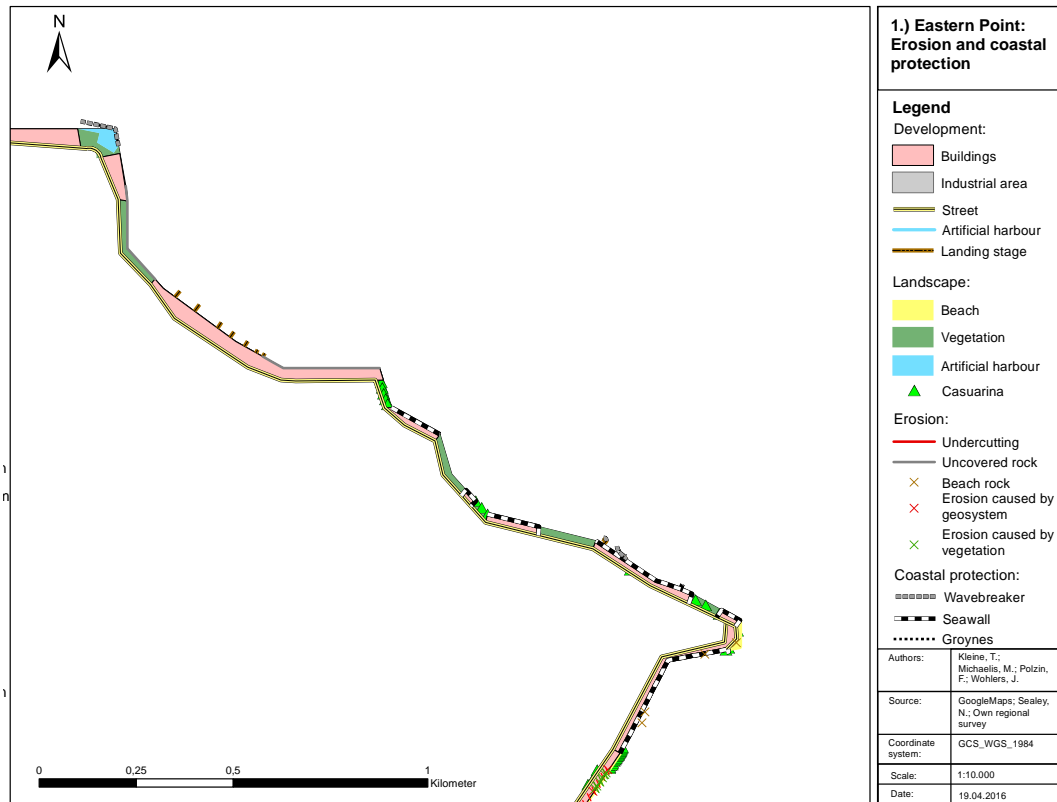 N
1.) Eastern Point:
Erosion and coastal
protection
Legend
Development:
Buildings
Industrial area
Street
Artificial harbour
Landing stage
Landscape:
Beach
Vegetation
Artificial harbour
Casuarina
Erosion:
Undercutting
Uncovered rock
Beach rock
Erosion caused by
geosystem
Erosion caused by
vegetation
Coastal protection:
Wavebreaker
Seawall
Groynes
Authors:
Kleine, T.;
Michaelis, M.; Polzin,
F.; Wohlers, J.
Source:
GoogleMaps; Sealey,
N.; Own regional
survey
Coordinate
system:
GCS_WGS_1984
Scale:
1:10.000
Date:
19.04.2016
0 0,25 0,5 1
Kilometer